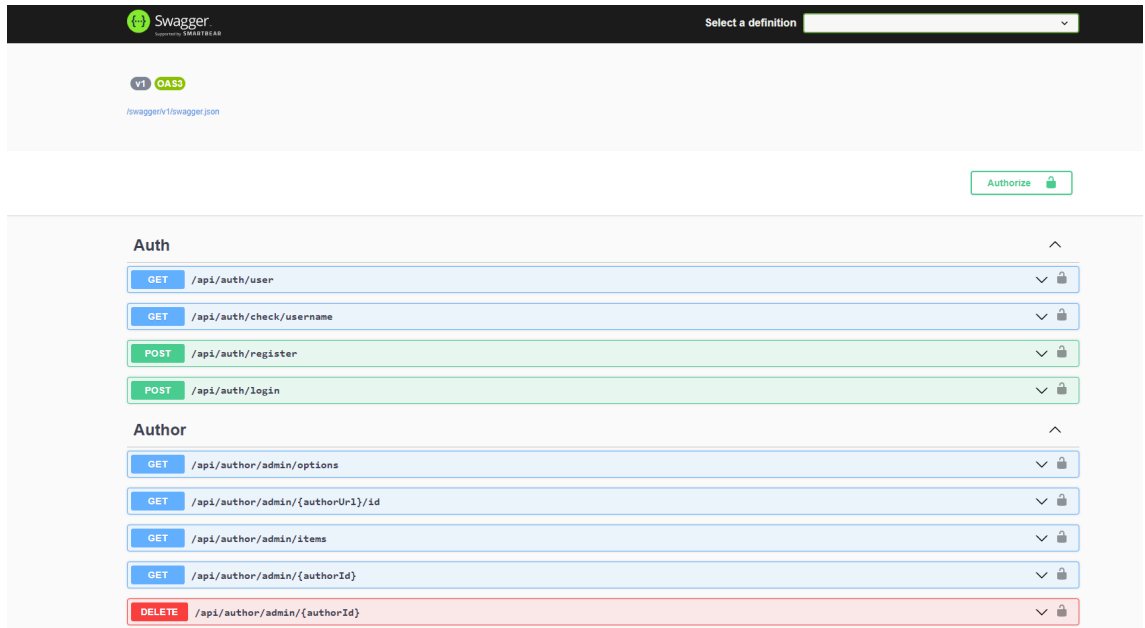 Swagger.
Supported by SMARTBEAR
Select a definition
v1 OAS3
/swagger/v1/swagger.json
Authorize
Auth
GET /api/auth/user
GET /api/auth/check/username
POST /api/auth/register
POST /api/auth/login
Author
GET /api/author/admin/options
GET /api/author/admin/{authorUrl}/id
GET /api/author/admin/items
GET /api/author/admin/{authorId}
DELETE /api/author/admin/{authorId}